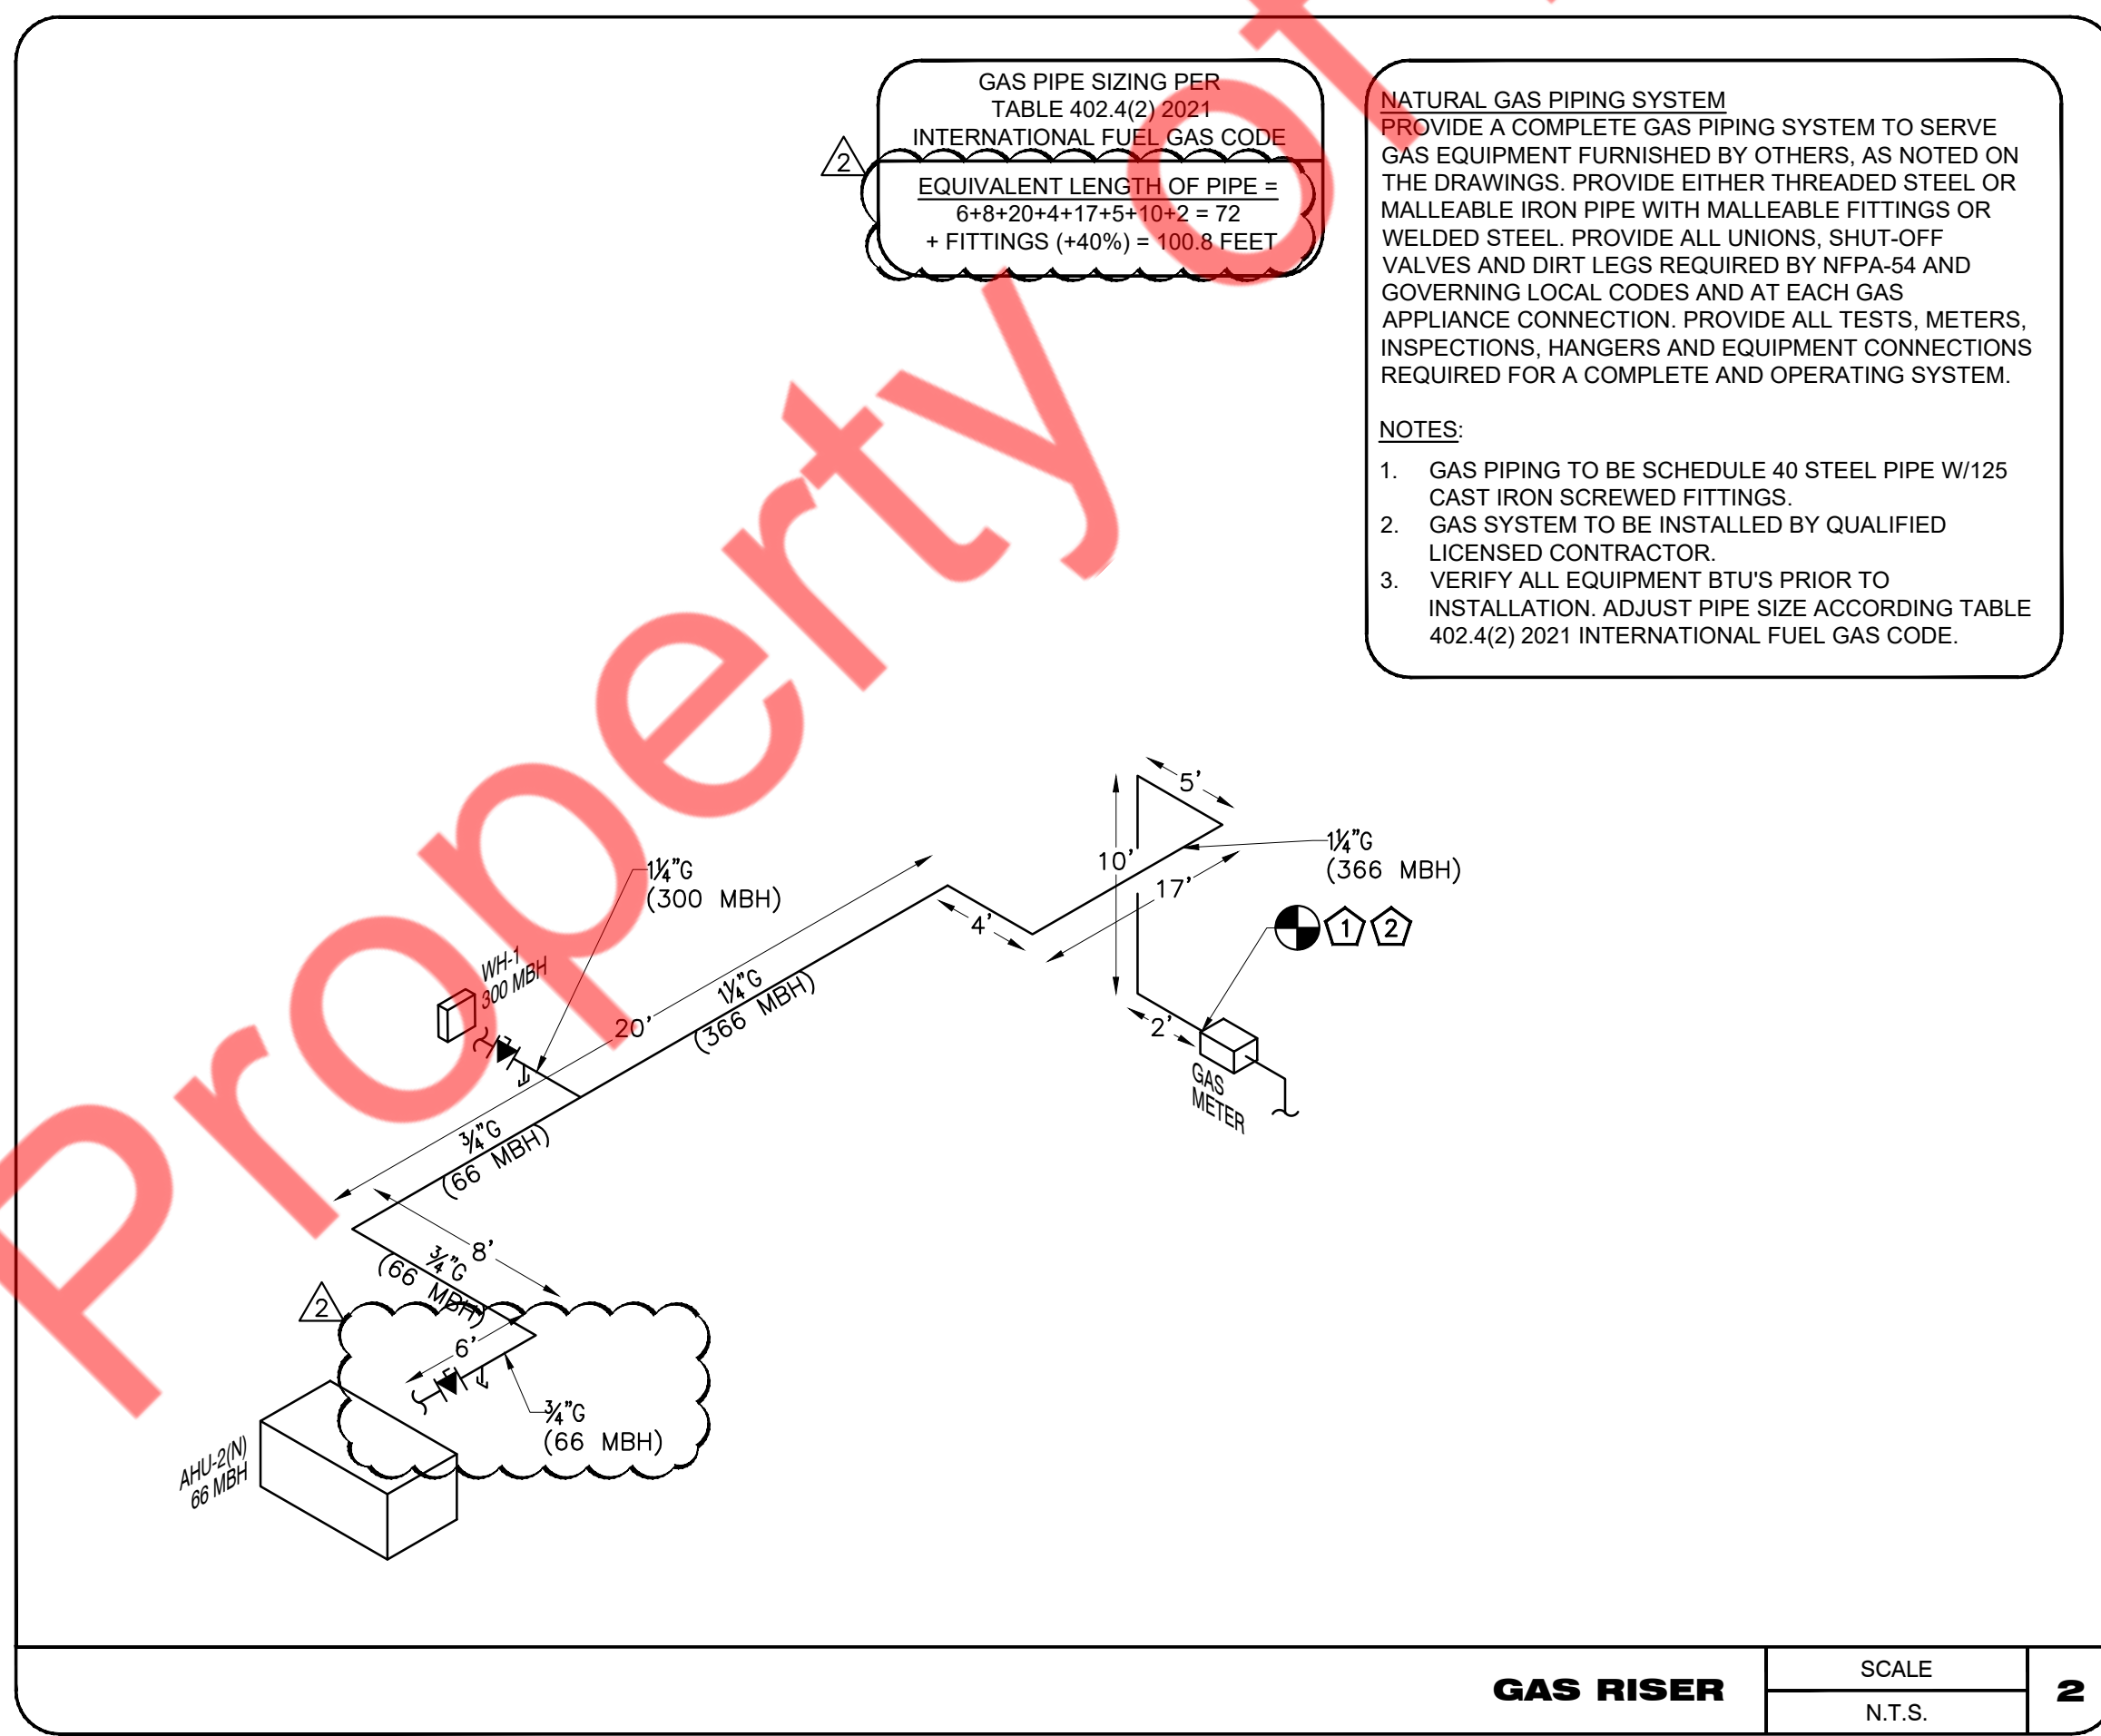 GAS PIPE SIZING PER
TABLE 402.4(2) 2021
INTERNATIONAL FUEL GAS CODE
2
EQUIVALENT LENGTH OF PIPE =
6+8+20+4+17+5+10+2 = 72
+ FITTINGS (+40%) = 100.8 FEET
NATURAL GAS PIPING SYSTEM
PROVIDE A COMPLETE GAS PIPING SYSTEM TO SERVE
GAS EQUIPMENT FURNISHED BY OTHERS, AS NOTED ON
THE DRAWINGS. PROVIDE EITHER THREADED STEEL OR
MALLEABLE IRON PIPE WITH MALLEABLE FITTINGS OR
WELDED STEEL. PROVIDE ALL UNIONS, SHUT-OFF
VALVES AND DIRT LEGS REQUIRED BY NFPA-54 AND
GOVERNING LOCAL CODES AND AT EACH GAS
APPLIANCE CONNECTION. PROVIDE ALL TESTS, METERS,
INSPECTIONS, HANGERS AND EQUIPMENT CONNECTIONS
REQUIRED FOR A COMPLETE AND OPERATING SYSTEM.
NOTES:
1. GAS PIPING TO BE SCHEDULE 40 STEEL PIPE W/125
CAST IRON SCREWED FITTINGS.
2. GAS SYSTEM TO BE INSTALLED BY QUALIFIED
LICENSED CONTRACTOR.
3. VERIFY ALL EQUIPMENT BTU'S PRIOR TO
INSTALLATION. ADJUST PIPE SIZE ACCORDING TABLE
402.4(2) 2021 INTERNATIONAL FUEL GAS CODE.
5'
10'
17'
1¼"G
(366 MBH)
4'
1 2
2'
GAS
METER
1¼"G
(300 MBH)
WH-1
300 MBH
20'
1¼"G
(366 MBH)
¾"G
(66 MBH)
8'
¾"G
(66 MBH)
2
6'
¾"G
(66 MBH)
AHU-2(N)
66 MBH
Property of
GAS RISER
SCALE
N.T.S.
2